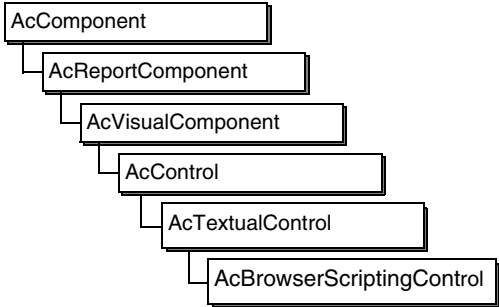 AcComponent
AcReportComponent
AcVisualComponent
AcControl
AcTextualControl
AcBrowserScriptingControl